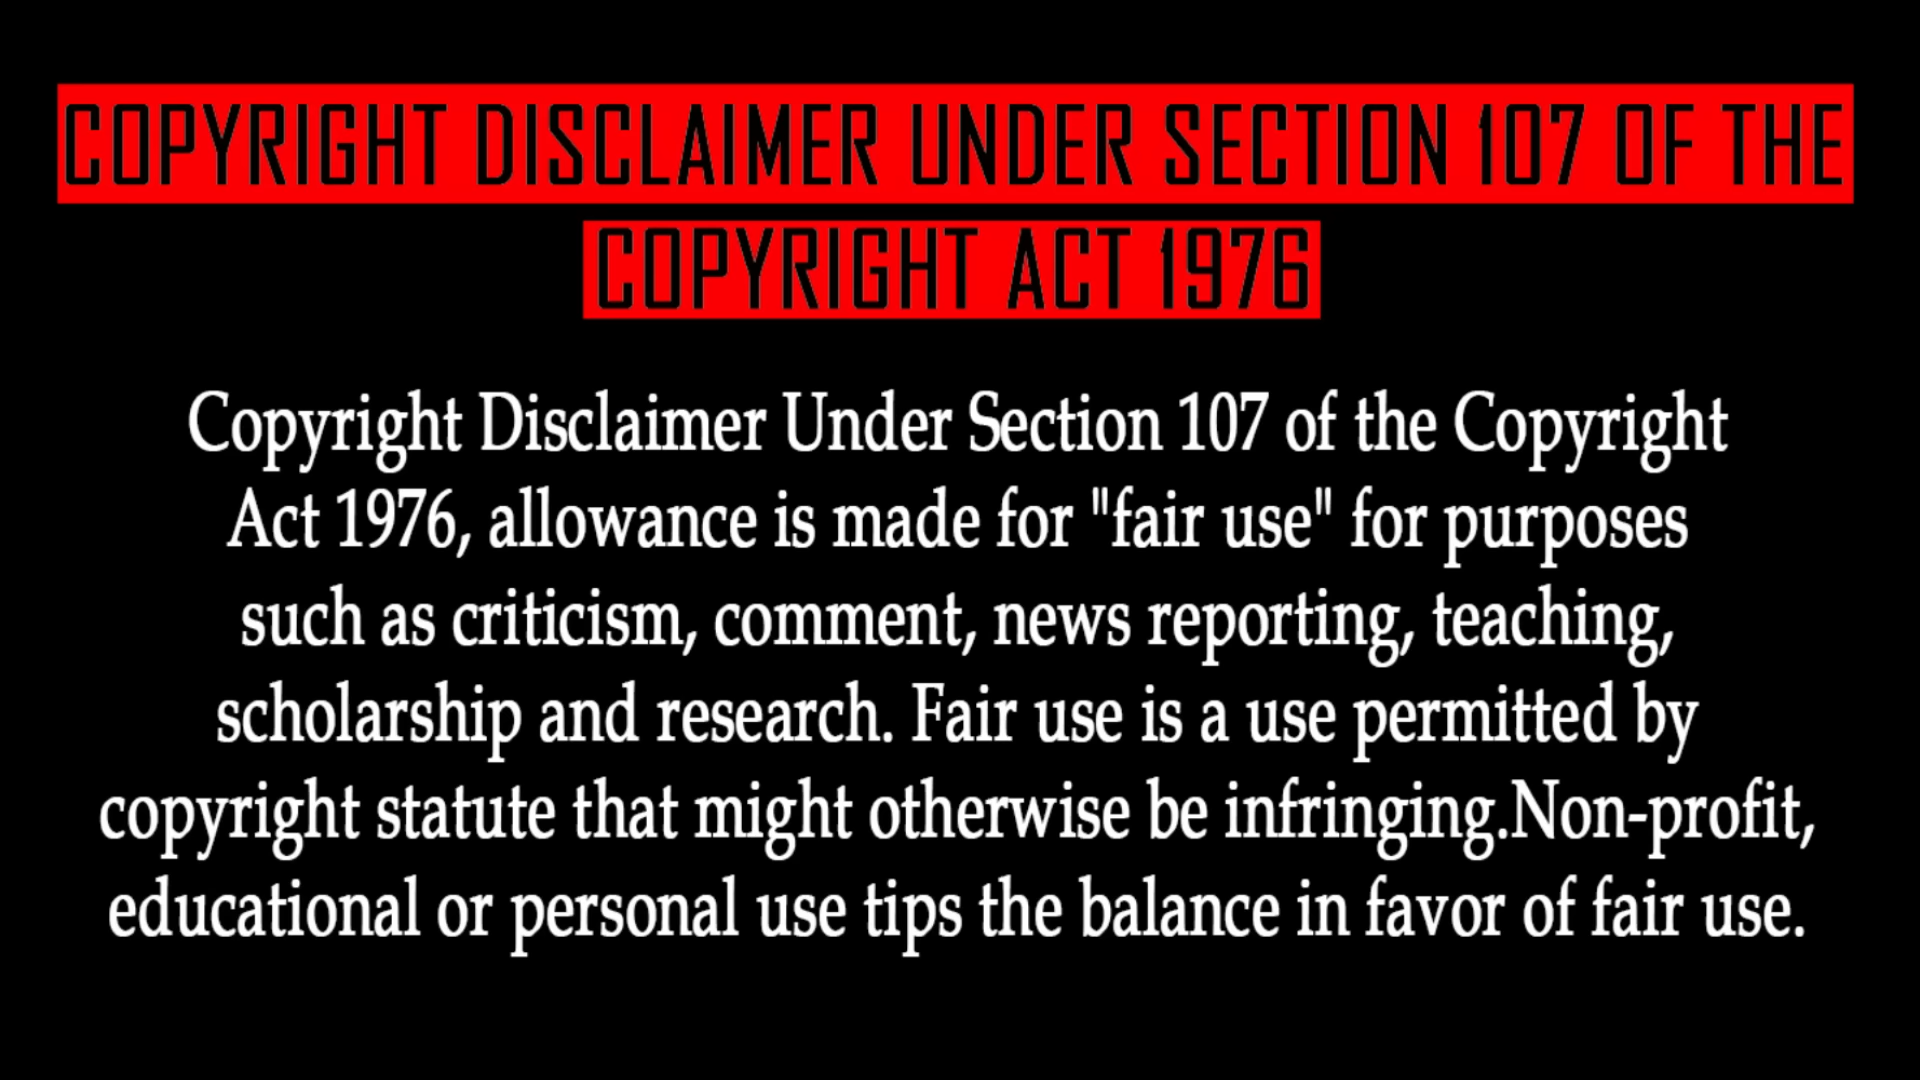 COPYRIGHT DISCLAIMER UNDER SECTION 107 OF THE
COPYRIGHT ACT 1976
Copyright Disclaimer Under Section 107 of the Copyright
Act 1976, allowance is made for "fair use" for purposes
such as criticism, comment, news reporting, teaching,
scholarship and research. Fair use is a use permitted by
copyright statute that might otherwise be infringing.Non-profit,
educational or personal use tips the balance in favor of fair use.